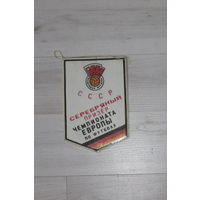 СССР
СЕРЕБРЯНЫЙ
ПРИЗЕР
ЧЕМПИОНАТА
ЕВРОПЫ
ПО ФУТБОЛУ